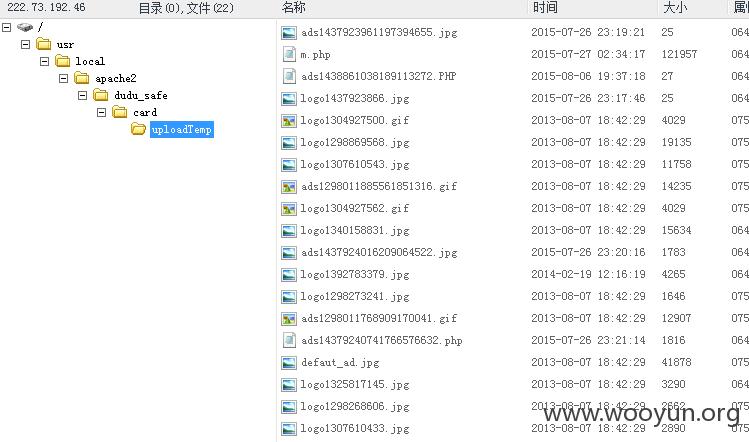 222.73.192.46 目录(0),文件(22) 名称 时间 大小 属
/
usr
local
apache2
dudu_safe
card
uploadTemp
ads1437923961197394655.jpg 2015-07-26 23:19:21 25 064
m.php 2015-07-27 02:34:17 121957 064
ads1438861038189113272.PHP 2015-08-06 19:37:18 27 064
logo1437923866.jpg 2015-07-26 23:17:46 25 064
logo1304927500.gif 2013-08-07 18:42:29 4029 075
logo1298869568.jpg 2013-08-07 18:42:29 19135 075
logo1307610543.jpg 2013-08-07 18:42:29 11758 075
ads1298011885561851316.gif 2013-08-07 18:42:29 14235 075
logo1304927562.gif 2013-08-07 18:42:29 4029 075
logo1340158831.jpg 2013-08-07 18:42:29 15634 075
ads1437924016209064522.jpg 2015-07-26 23:20:16 1783 064
logo1392783379.jpg 2014-02-19 12:16:19 4265 064
logo1298273241.jpg 2013-08-07 18:42:29 1646 075
ads1298011768909170041.gif 2013-08-07 18:42:29 12907 075
ads14379240741766576632.php 2015-07-26 23:21:14 1816 064
defaut_ad.jpg 2013-08-07 18:42:29 41878 075
logo1325817145.jpg 2013-08-07 18:42:29 3290 075
logo1298268606.jpg 2013-08-07 18:42:29 2662 075
logo1307610433.jpg 2013-08-07 18:42:29 2890 075
www.wooyun.org